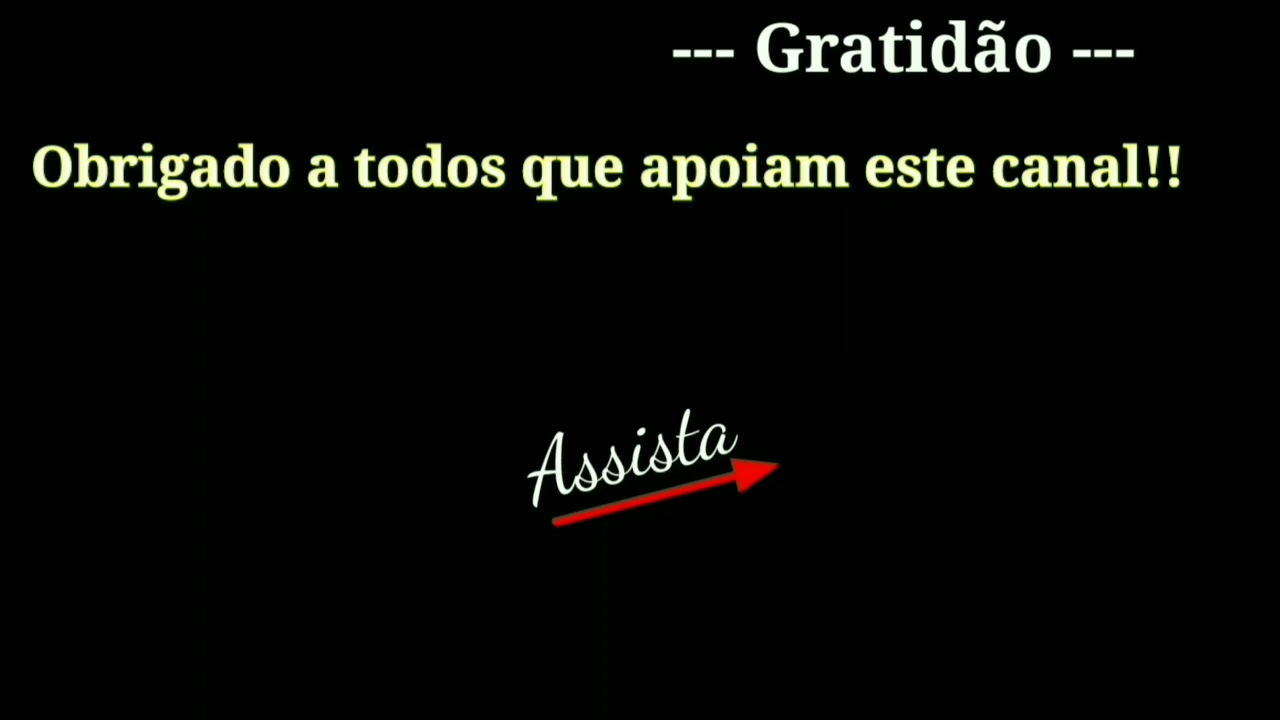 --- Gratidão ---
Obrigado a todos que apoiam este canal!!
Assista